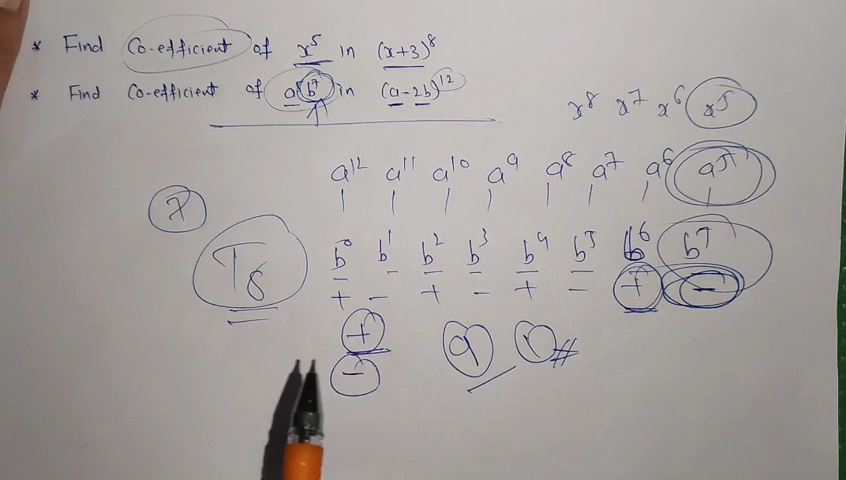 * Find Co-efficient of x⁵ in (x+3)⁸
* Find Co-efficient of a⁵b⁷ in (a-2b)¹²
x⁸ x⁷ x⁶ x⁵
a¹² a¹¹ a¹⁰ a⁹ a⁸ a⁷ a⁶ a⁵
7
T₈
b⁰ b¹ b² b³ b⁴ b⁵ b⁶ b⁷
+ - + - + - + -
+
-